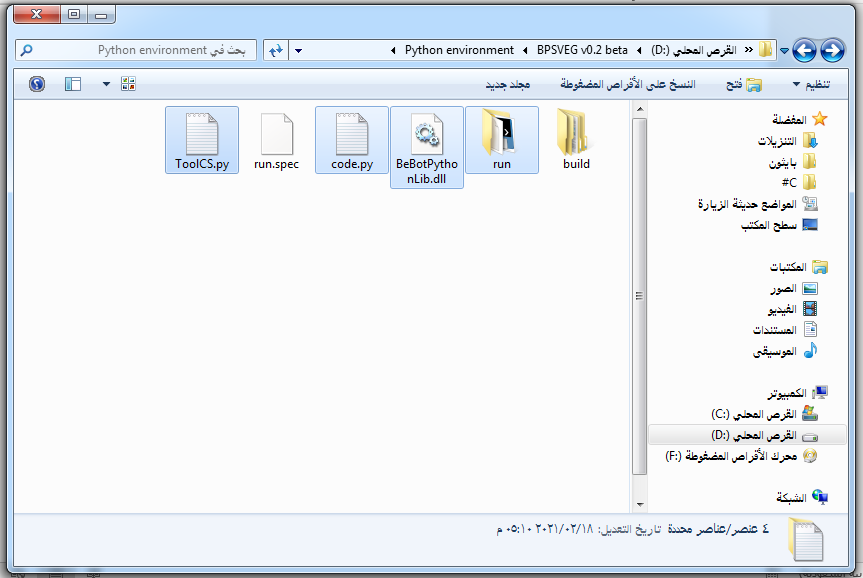 القرص المحلي (D:) BPSVEG v0.2 beta Python environment
بحث في Python environment
تنظيم
فتح
النسخ على الأقراص المضغوطة
مجلد جديد
المفضلة
التنزيلات
بايثون
C#
المواضع حديثة الزيارة
سطح المكتب
المكتبات
الصور
الفيديو
المستندات
الموسيقى
الكمبيوتر
القرص المحلي (C:)
القرص المحلي (D:)
محرك الأقراص المضغوطة (F:)
الشبكة
build
run
BeBotPytho
nLib.dll
code.py
run.spec
ToolCS.py
٤ عنصر/عناصر محددة تاريخ التعديل: ٢٠٢١/٠٢/١٨ ٠٥:١٠ م